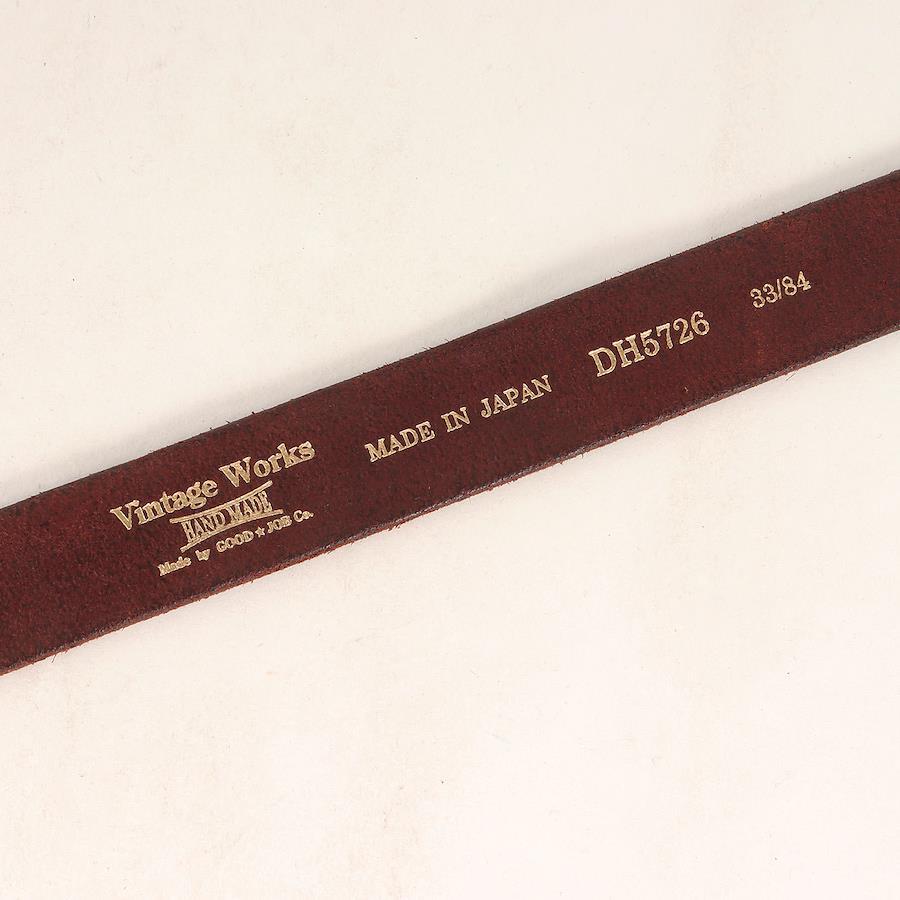 Vintage Works
HAND MADE
Made by GOOD★JOB Co.
MADE IN JAPAN
DH5726
33/84